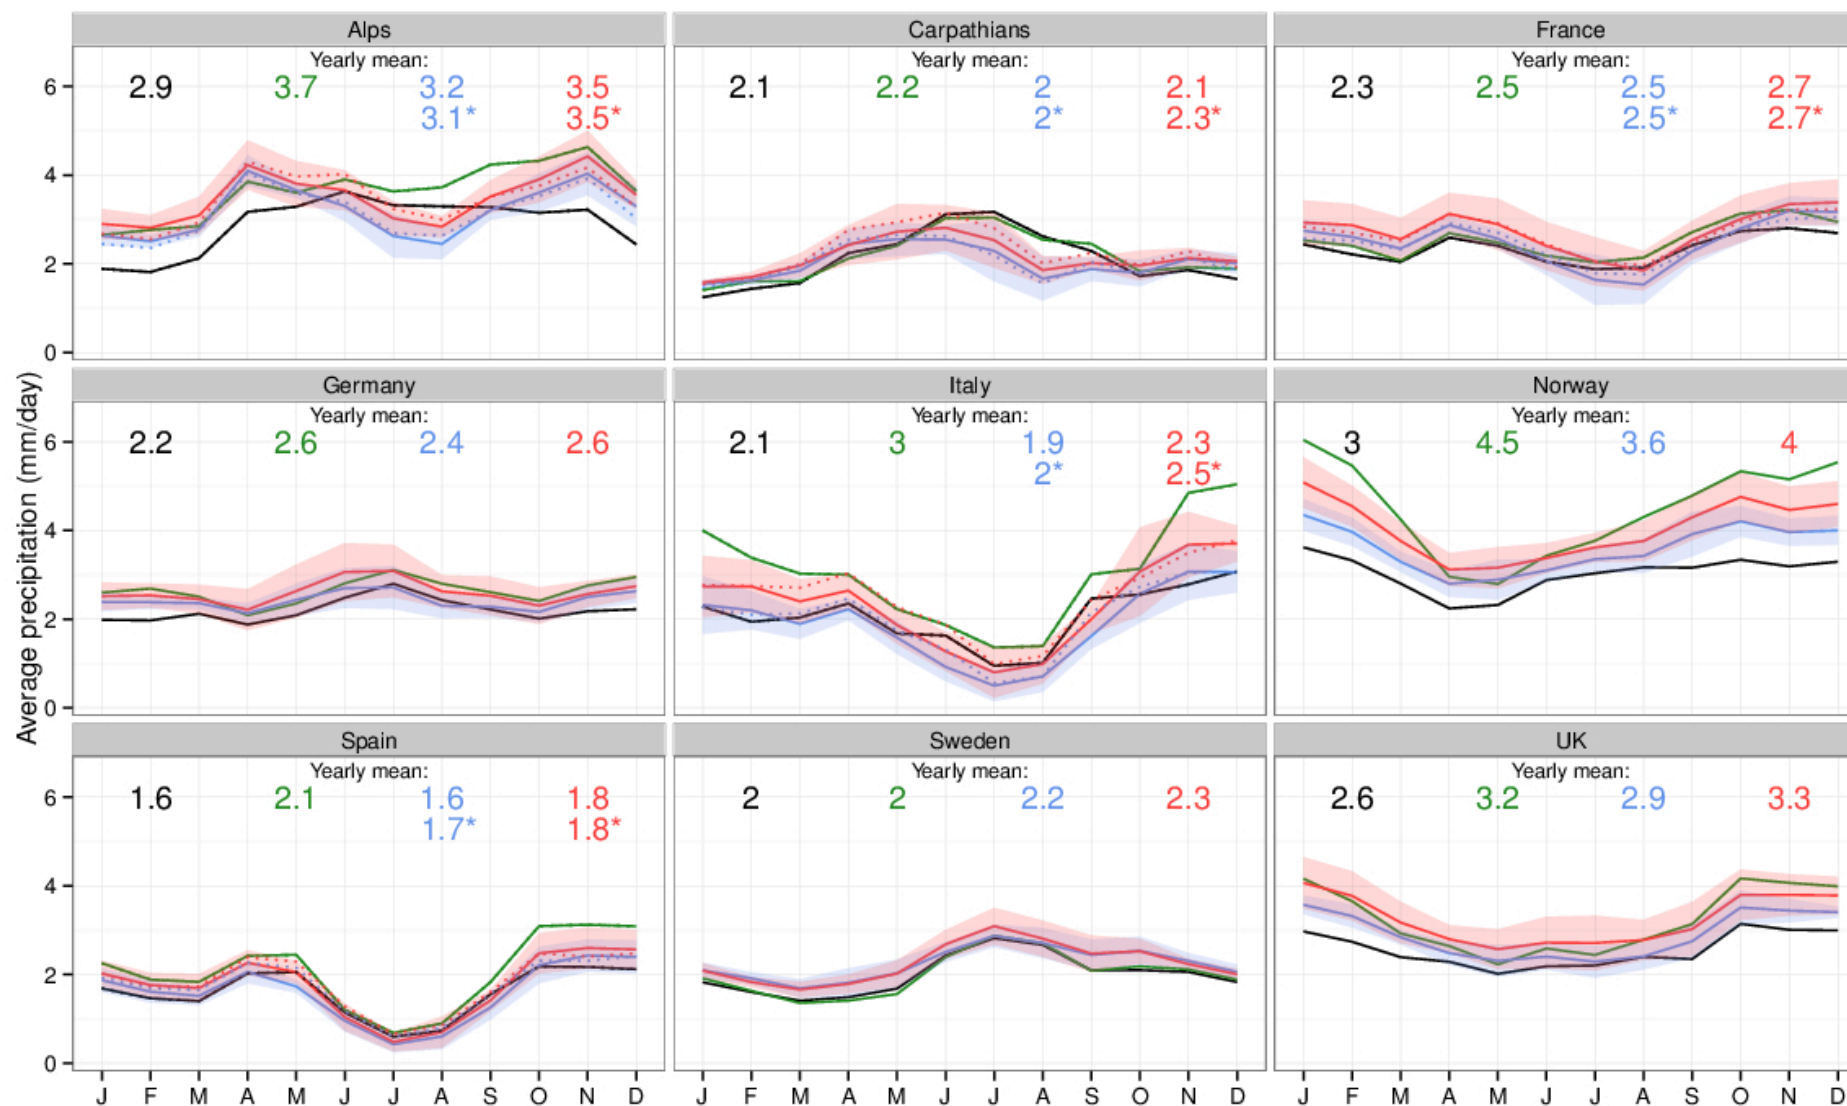 Alps
Carpathians
France
Yearly mean:
Yearly mean:
Yearly mean:
6
2.9 3.7 3.2 3.5
3.1* 3.5*
2.1 2.2 2 2.1
2* 2.3*
2.3 2.5 2.5 2.7
2.5* 2.7*
4
2
0
Average precipitation (mm/day)
Germany
Italy
Norway
Yearly mean:
Yearly mean:
Yearly mean:
6
2.2 2.6 2.4 2.6
2.1 3 1.9 2.3
2* 2.5*
3 4.5 3.6 4
4
2
0
Spain
Sweden
UK
Yearly mean:
Yearly mean:
Yearly mean:
6
1.6 2.1 1.6 1.8
1.7* 1.8*
2 2 2.2 2.3
2.6 3.2 2.9 3.3
4
2
0
J F M A M J J A S O N D
J F M A M J J A S O N D
J F M A M J J A S O N D